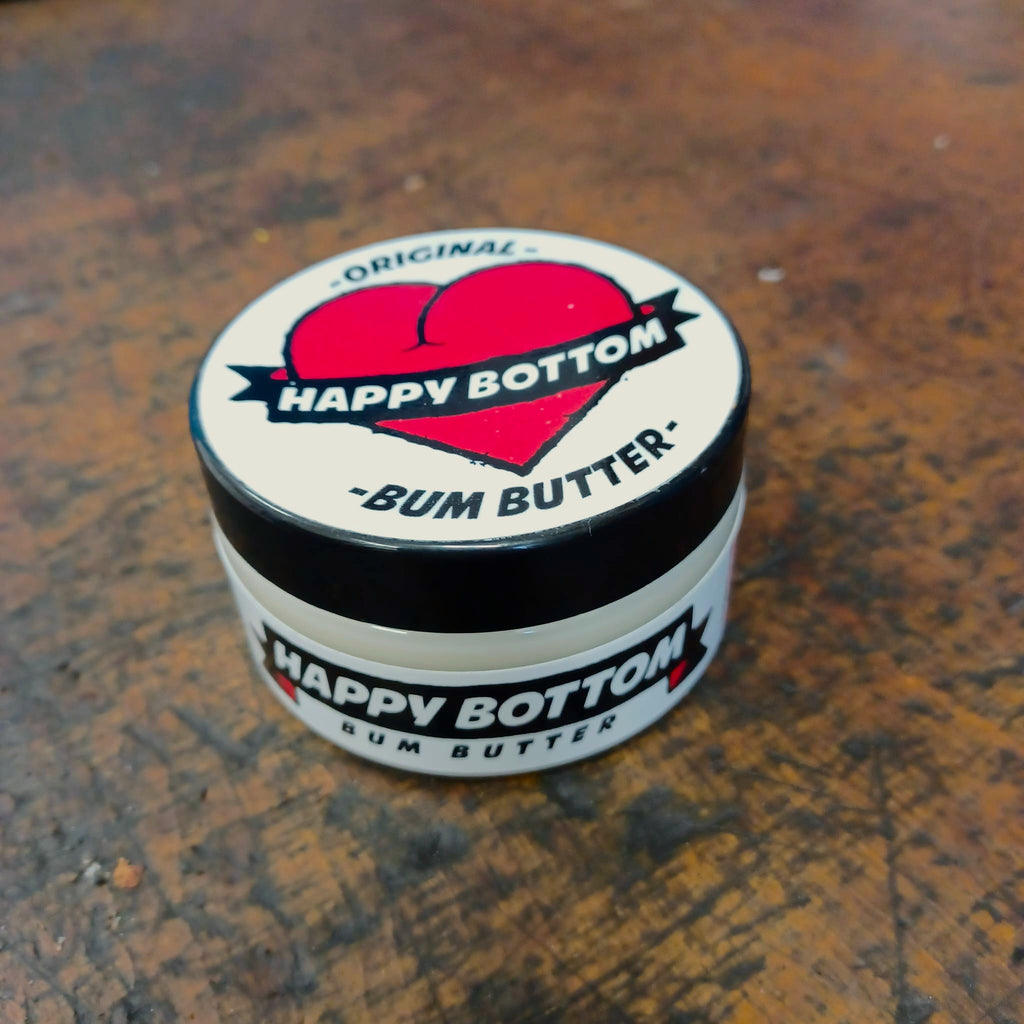 -ORIGINAL-
HAPPY BOTTOM
-BUM BUTTER-
HAPPY BOTTOM
BUM BUTTER